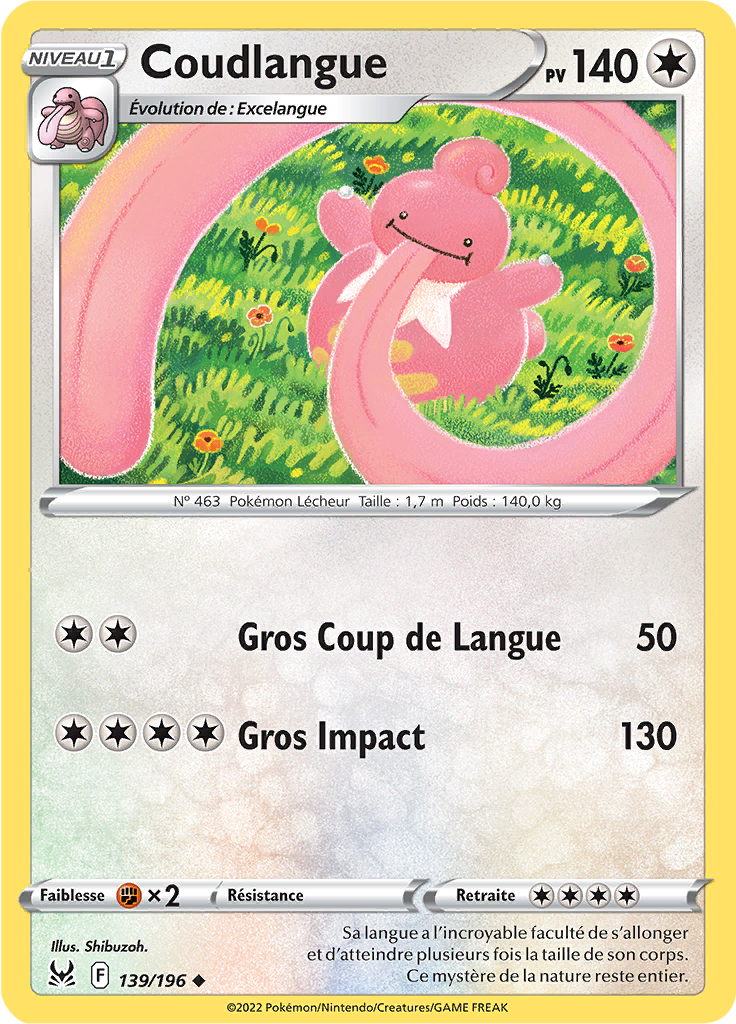 NIVEAU 1
Coudlangue
PV 140
Évolution de : Excelangue
N° 463 Pokémon Lécheur Taille : 1,7 m Poids : 140,0 kg
Gros Coup de Langue 50
Gros Impact 130
Faiblesse ×2 Résistance Retraite
Sa langue a l'incroyable faculté de s'allonger
et d'atteindre plusieurs fois la taille de son corps.
Ce mystère de la nature reste entier.
Illus. Shibuzoh.
F 139/196
©2022 Pokémon/Nintendo/Creatures/GAME FREAK